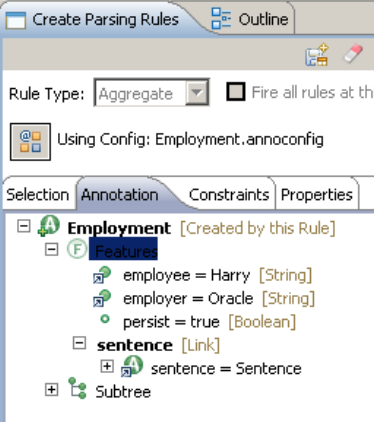 Create Parsing Rules
Outline
Rule Type: Aggregate Fire all rules at th
Using Config: Employment.annoconfig
Selection Annotation Constraints Properties
Employment [Created by this Rule]
Features
employee = Harry [String]
employer = Oracle [String]
persist = true [Boolean]
sentence [Link]
sentence = Sentence
Subtree